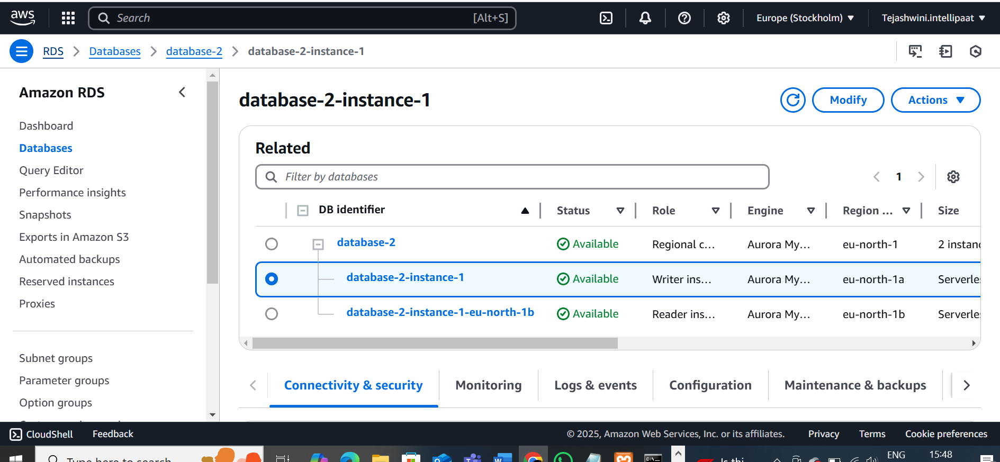 aws
Search [Alt+S] Europe (Stockholm) Tejashwini.intellipaat
RDS Databases database-2 database-2-instance-1
Amazon RDS
Dashboard
Databases
Query Editor
Performance insights
Snapshots
Exports in Amazon S3
Automated backups
Reserved instances
Proxies
Subnet groups
Parameter groups
Option groups
database-2-instance-1
Modify Actions
Related
Filter by databases 1
DB identifier Status Role Engine Region ... Size
database-2 Available Regional c... Aurora My... eu-north-1 2 instan
database-2-instance-1 Available Writer ins... Aurora My... eu-north-1a Serverle
database-2-instance-1-eu-north-1b Available Reader ins... Aurora My... eu-north-1b Serverle
Connectivity & security Monitoring Logs & events Configuration Maintenance & backups
CloudShell Feedback © 2025, Amazon Web Services, Inc. or its affiliates. Privacy Terms Cookie preferences
Type here to search ENG 15:48